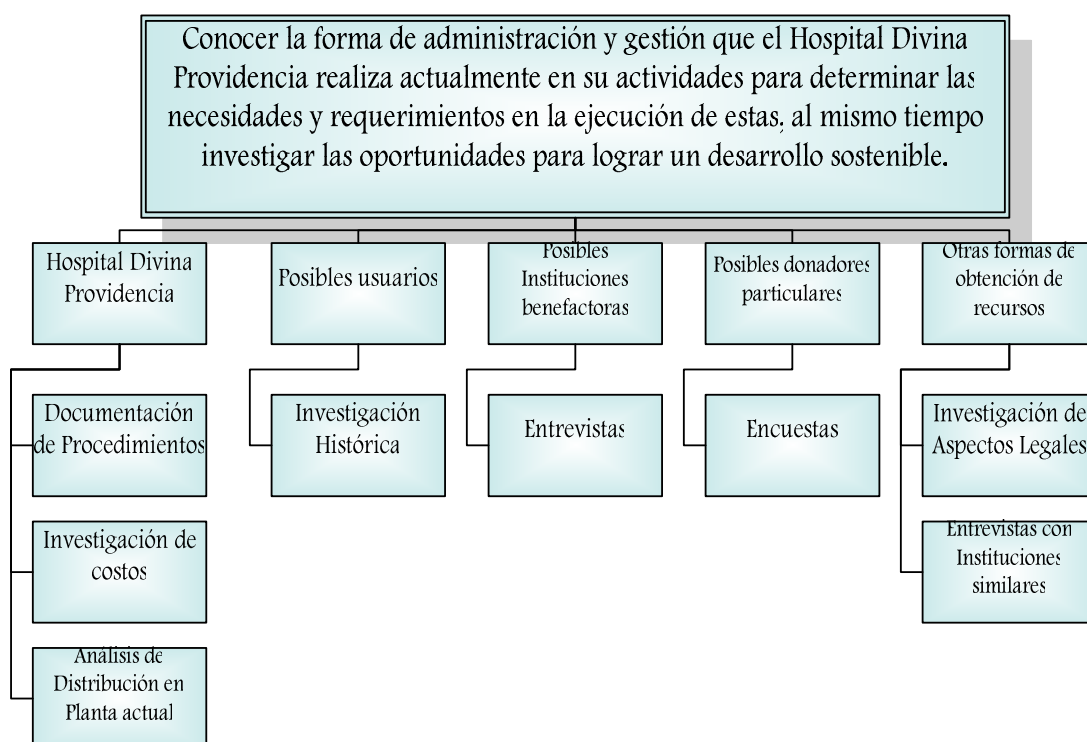 Conocer la forma de administración y gestión que el Hospital Divina
Providencia realiza actualmente en su actividades para determinar las
necesidades y requerimientos en la ejecución de estas; al mismo tiempo
investigar las oportunidades para lograr un desarrollo sostenible.
Hospital Divina
Providencia
Posibles usuarios
Posibles
Instituciones
benefactoras
Posibles donadores
particulares
Otras formas de
obtención de
recursos
Documentación
de Procedimientos
Investigación
Histórica
Entrevistas
Encuestas
Investigación de
Aspectos Legales
Investigación de
costos
Entrevistas con
Instituciones
similares
Análisis de
Distribución en
Planta actual